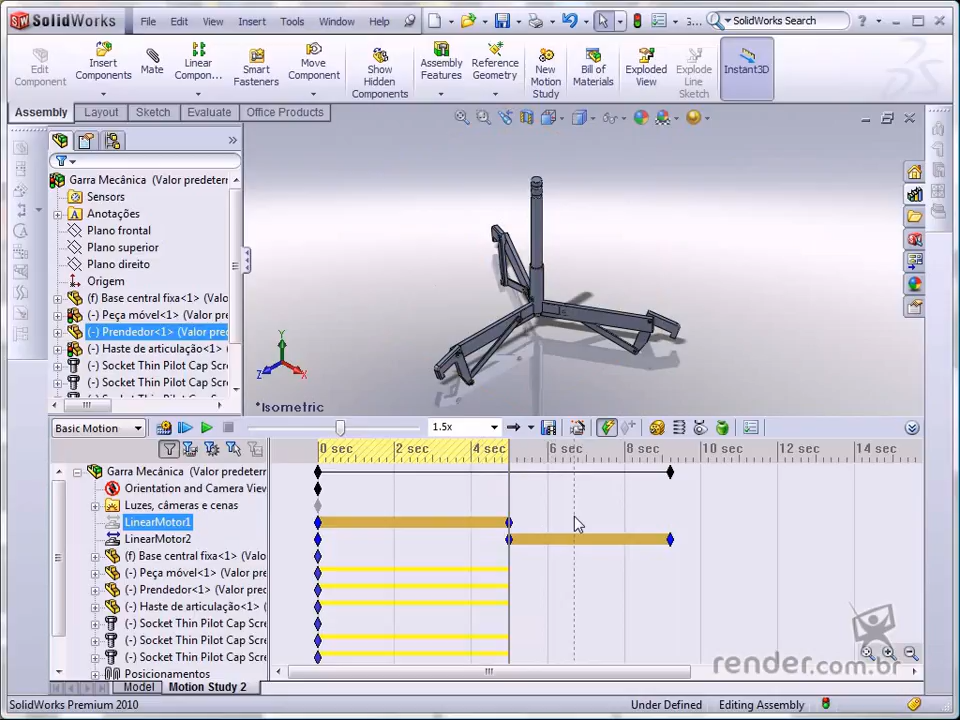 SolidWorks
File Edit View Insert Tools Window Help
3... SolidWorks Search
Edit Component
Insert Components
Mate
Linear Compon...
Smart Fasteners
Move Component
Show Hidden Components
Assembly Features
Reference Geometry
New Motion Study
Bill of Materials
Exploded View
Explode Line Sketch
Instant3D
Assembly Layout Sketch Evaluate Office Products
Garra Mecânica (Valor predeterr
Sensors
Anotações
Plano frontal
Plano superior
Plano direito
Origem
(f) Base central fixa<1> (Valo
(-) Peça móvel<1> (Valor pre
(-) Prendedor<1> (Valor pred
(-) Haste de articulação<1> (
(-) Socket Thin Pilot Cap Scre
(-) Socket Thin Pilot Cap Scre
Y
Z
X
*Isometric
Basic Motion 1.5x
0 sec 2 sec 4 sec 6 sec 8 sec 10 sec 12 sec 14 sec
Garra Mecânica (Valor predeterr
Orientation and Camera View
Luzes, câmeras e cenas
LinearMotor1
LinearMotor2
(f) Base central fixa<1> (Valo
(-) Peça móvel<1> (Valor pre
(-) Prendedor<1> (Valor pred
(-) Haste de articulação<1> (
(-) Socket Thin Pilot Cap Scre
(-) Socket Thin Pilot Cap Scre
(-) Socket Thin Pilot Cap Scre
Posicionamentos
render.com.br
Model Motion Study 2
SolidWorks Premium 2010 Under Defined Editing Assembly